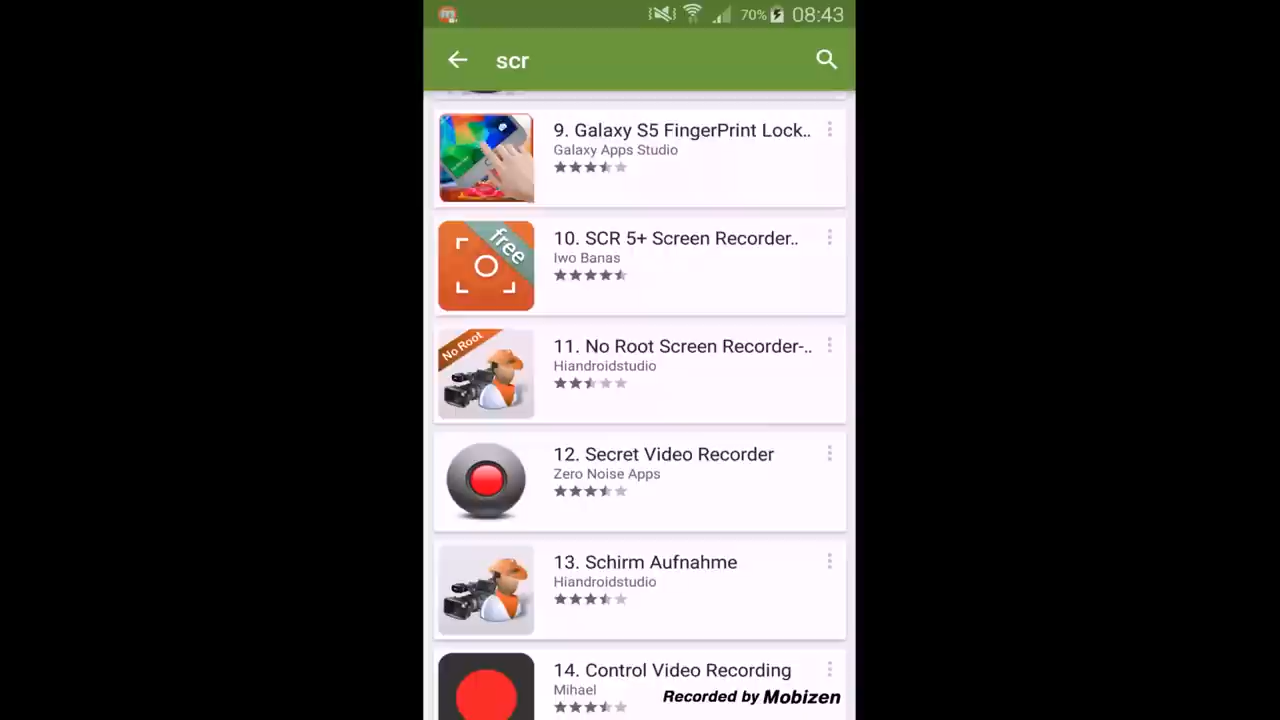 70% 08:43
scr
9. Galaxy S5 FingerPrint Lock..
Galaxy Apps Studio
free
10. SCR 5+ Screen Recorder..
Iwo Banas
No Root
11. No Root Screen Recorder-..
Hiandroidstudio
12. Secret Video Recorder
Zero Noise Apps
13. Schirm Aufnahme
Hiandroidstudio
14. Control Video Recording
Mihael
Recorded by Mobizen